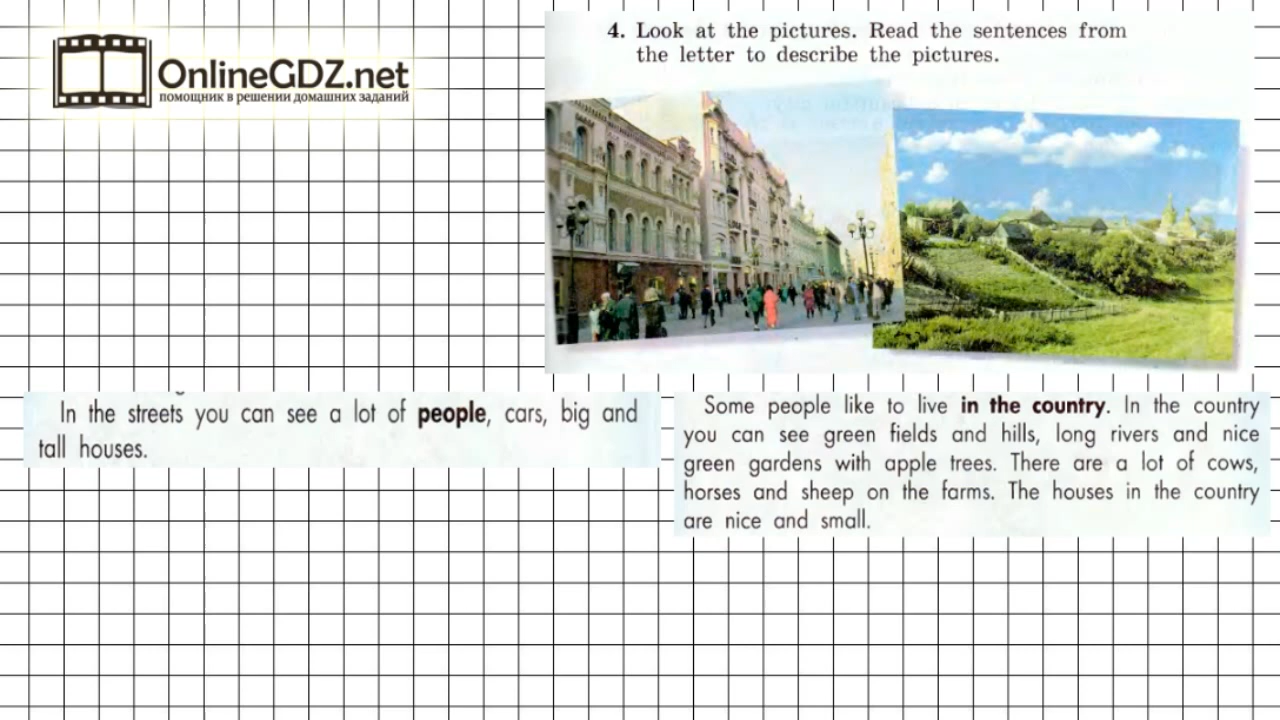 OnlineGDZ.net
помощник в решении домашних заданий
4. Look at the pictures. Read the sentences from
the letter to describe the pictures.
In the streets you can see a lot of people, cars, big and
tall houses.
Some people like to live in the country. In the country
you can see green fields and hills, long rivers and nice
green gardens with apple trees. There are a lot of cows,
horses and sheep on the farms. The houses in the country
are nice and small.